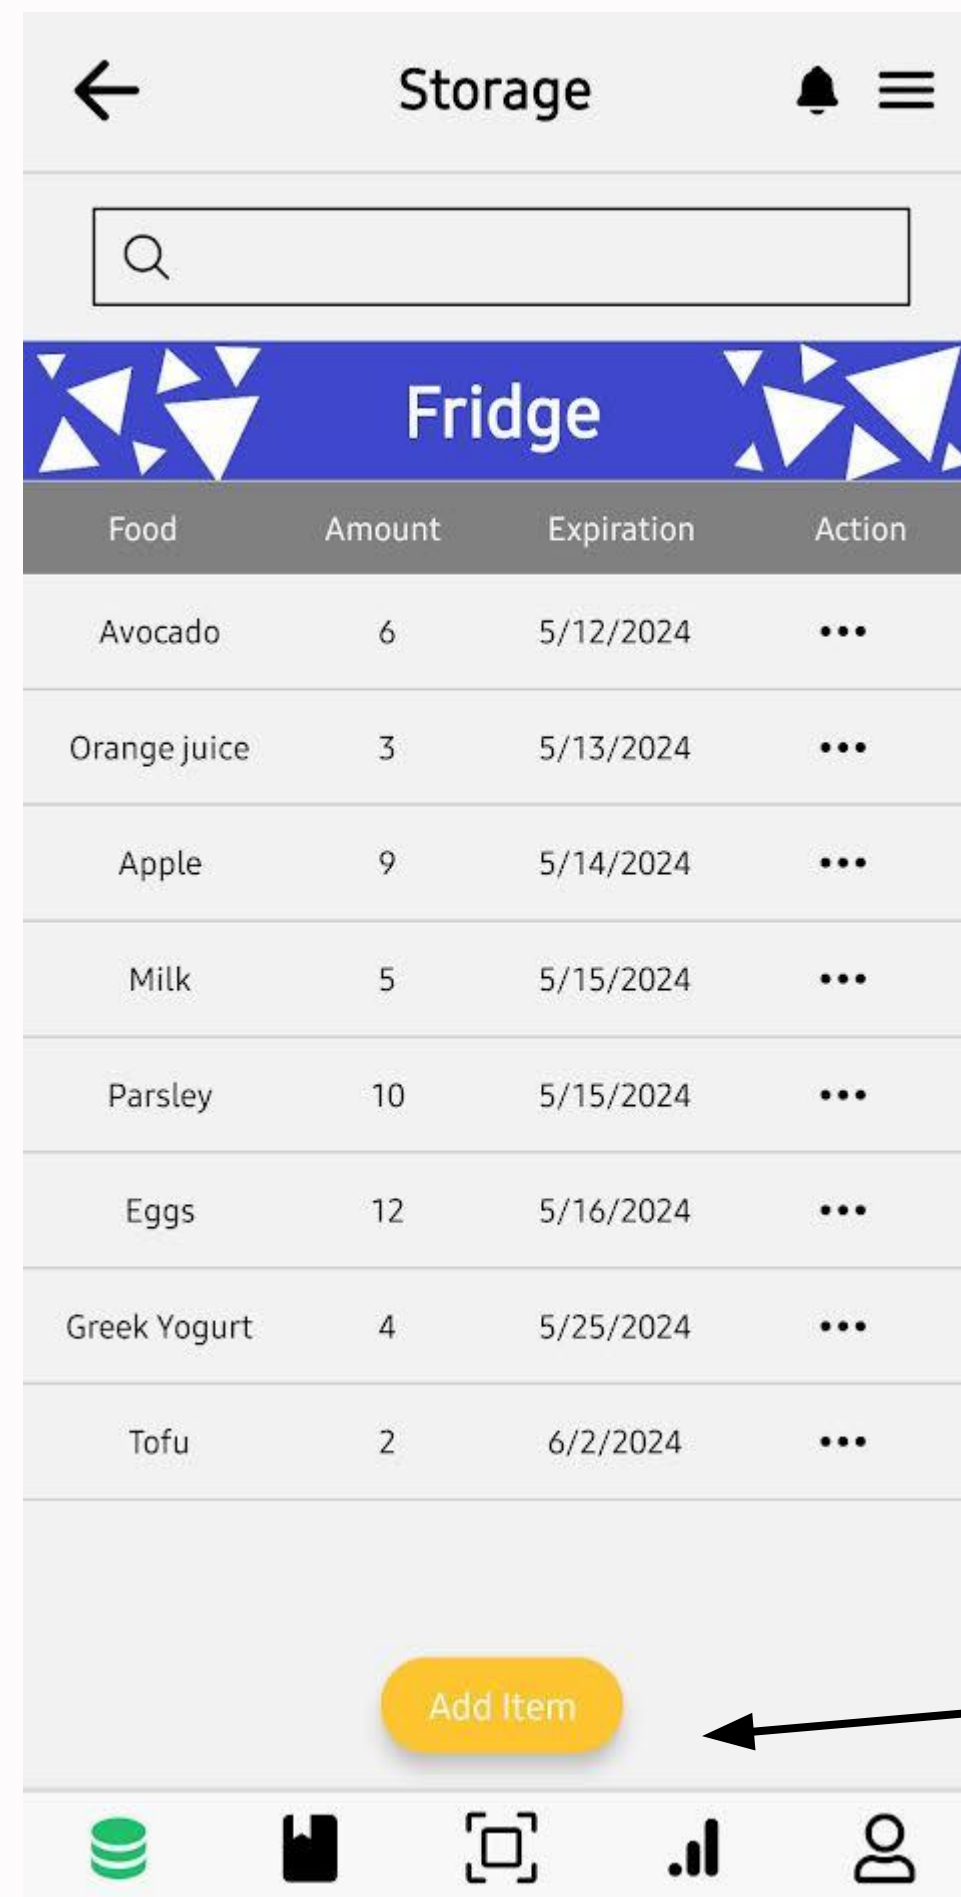 Storage
Fridge
Food Amount Expiration Action
Avocado 6 5/12/2024
Orange juice 3 5/13/2024
Apple 9 5/14/2024
Milk 5 5/15/2024
Parsley 10 5/15/2024
Eggs 12 5/16/2024
Greek Yogurt 4 5/25/2024
Tofu 2 6/2/2024
Add Item